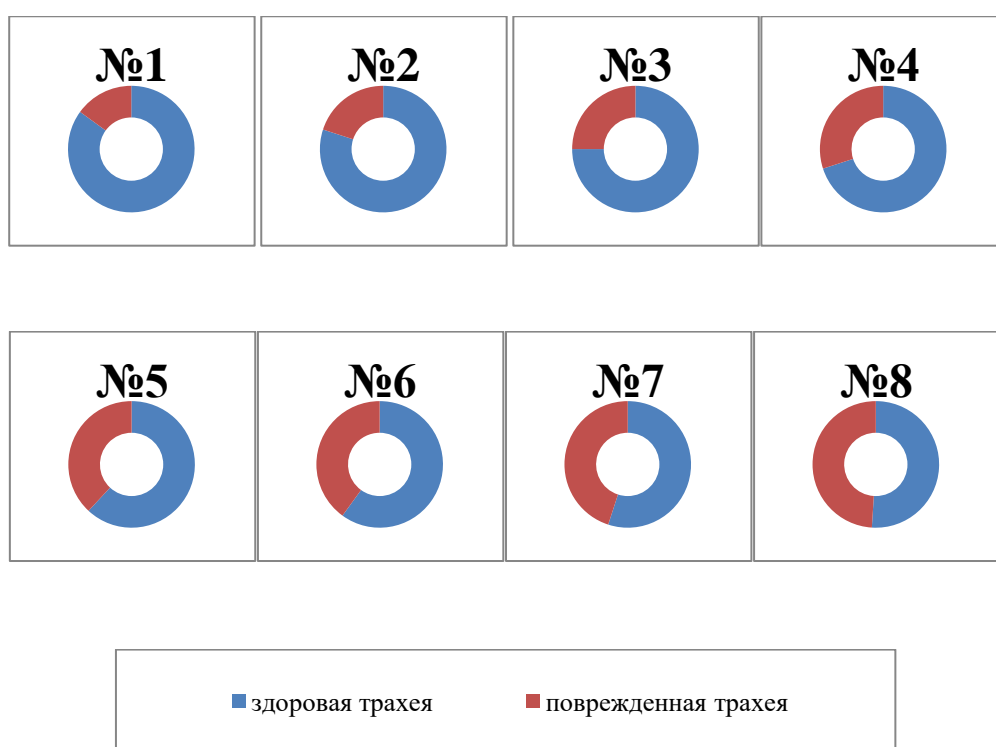 №1 №2 №3 №4
№5 №6 №7 №8
здоровая трахея поврежденная трахея